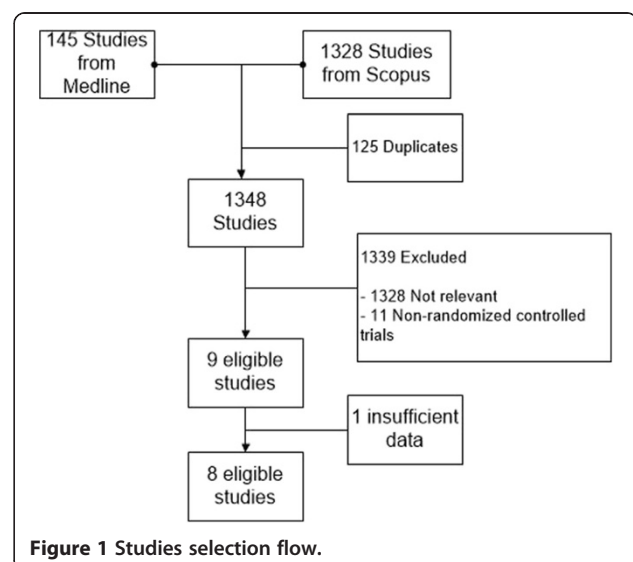 145 Studies
from
Medline
1328 Studies
from Scopus
125 Duplicates
1348
Studies
1339 Excluded
- 1328 Not relevant
- 11 Non-randomized controlled
trials
9 eligible
studies
1 insufficient
data
8 eligible
studies
Figure 1 Studies selection flow.